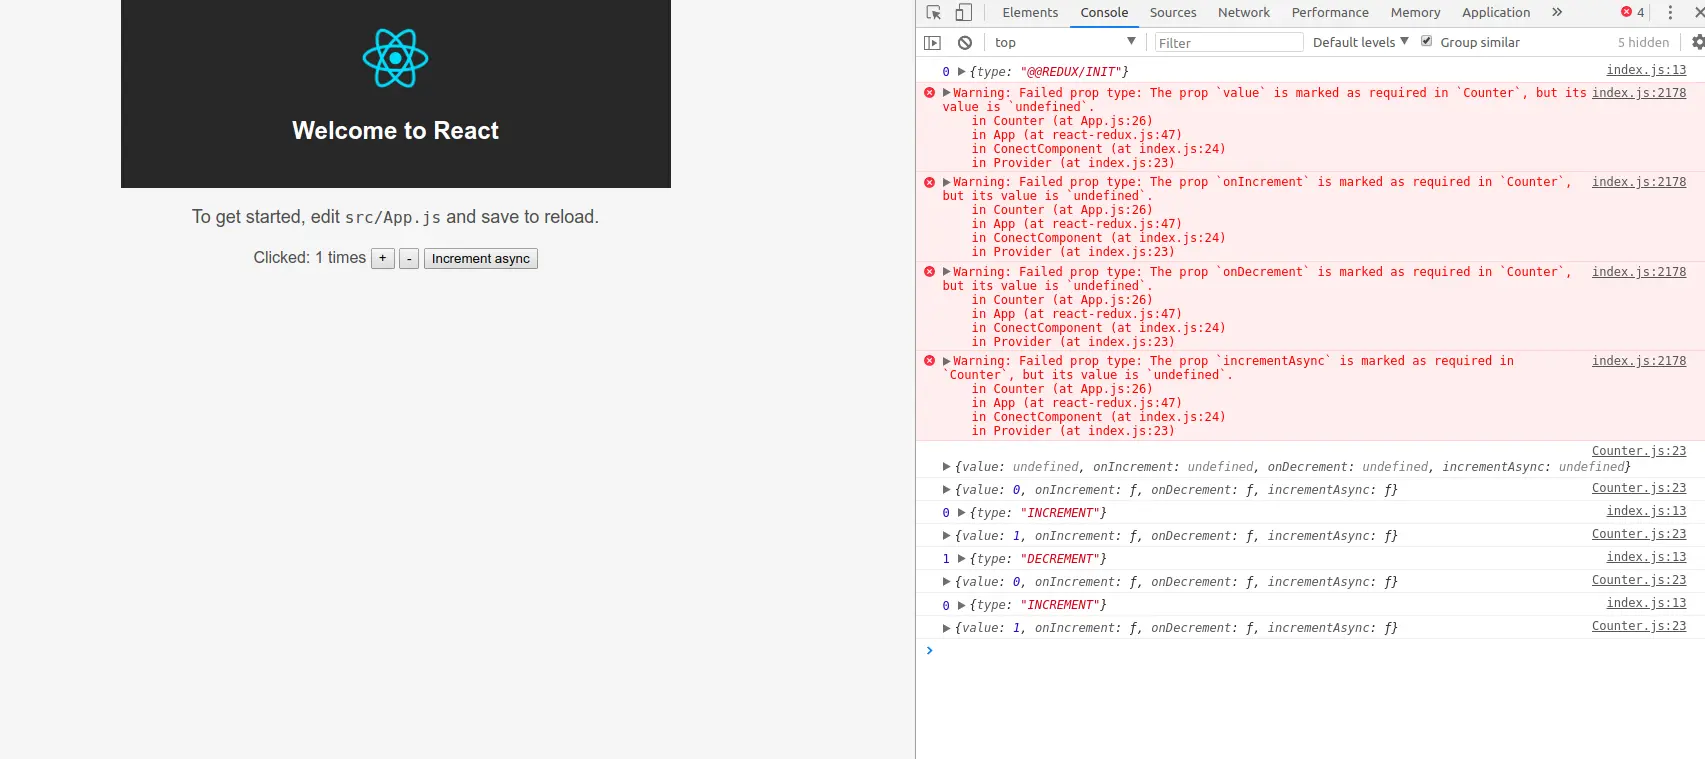 Welcome to React
To get started, edit src/App.js and save to reload.
Clicked: 1 times + - Increment async
Elements Console Sources Network Performance Memory Application » 4
top Filter Default levels Group similar 5 hidden
0 {type: "@@REDUX/INIT"} index.js:13
Warning: Failed prop type: The prop `value` is marked as required in `Counter`, but its index.js:2178
value is `undefined`.
in Counter (at App.js:26)
in App (at react-redux.js:47)
in ConectComponent (at index.js:24)
in Provider (at index.js:23)
Warning: Failed prop type: The prop `onIncrement` is marked as required in `Counter`, index.js:2178
but its value is `undefined`.
in Counter (at App.js:26)
in App (at react-redux.js:47)
in ConectComponent (at index.js:24)
in Provider (at index.js:23)
Warning: Failed prop type: The prop `onDecrement` is marked as required in `Counter`, index.js:2178
but its value is `undefined`.
in Counter (at App.js:26)
in App (at react-redux.js:47)
in ConectComponent (at index.js:24)
in Provider (at index.js:23)
Warning: Failed prop type: The prop `incrementAsync` is marked as required in index.js:2178
`Counter`, but its value is `undefined`.
in Counter (at App.js:26)
in App (at react-redux.js:47)
in ConectComponent (at index.js:24)
in Provider (at index.js:23)
Counter.js:23
{value: undefined, onIncrement: undefined, onDecrement: undefined, incrementAsync: undefined}
{value: 0, onIncrement: ƒ, onDecrement: ƒ, incrementAsync: ƒ} Counter.js:23
0 {type: "INCREMENT"} index.js:13
{value: 1, onIncrement: ƒ, onDecrement: ƒ, incrementAsync: ƒ} Counter.js:23
1 {type: "DECREMENT"} index.js:13
{value: 0, onIncrement: ƒ, onDecrement: ƒ, incrementAsync: ƒ} Counter.js:23
0 {type: "INCREMENT"} index.js:13
{value: 1, onIncrement: ƒ, onDecrement: ƒ, incrementAsync: ƒ} Counter.js:23